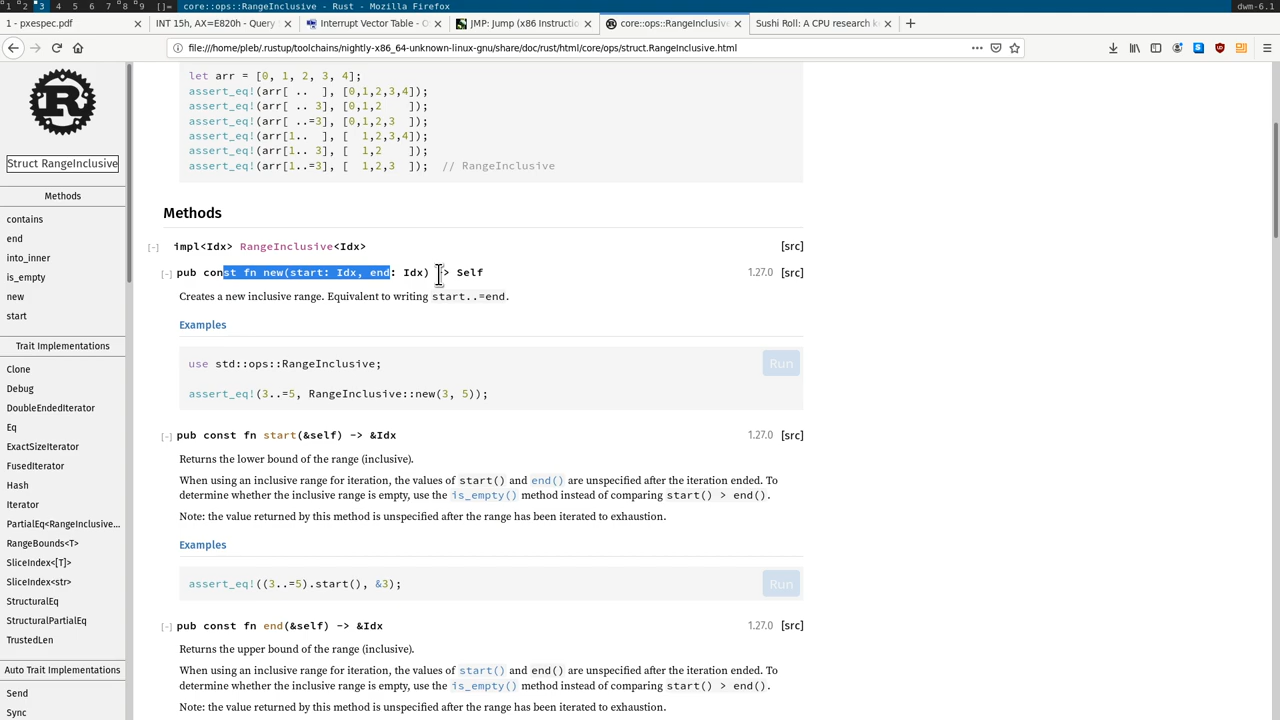 1 2 3 4 5 6 7 8 9 []= core::ops::RangeInclusive - Rust - Mozilla Firefox dwm-6.1
1 - pxespec.pdf × INT 15h, AX=E820h - Query × Interrupt Vector Table - O × JMP: Jump (x86 Instructio × core::ops::RangeInclusive × Sushi Roll: A CPU research k × +
file:///home/pleb/.rustup/toolchains/nightly-x86_64-unknown-linux-gnu/share/doc/rust/html/core/ops/struct.RangeInclusive.html
Struct RangeInclusive
Methods
contains
end
into_inner
is_empty
new
start
Trait Implementations
Clone
Debug
DoubleEndedIterator
Eq
ExactSizeIterator
FusedIterator
Hash
Iterator
PartialEq<RangeInclusive...
RangeBounds<T>
SliceIndex<[T]>
SliceIndex<str>
StructuralEq
StructuralPartialEq
TrustedLen
Auto Trait Implementations
Send
Sync
let arr = [0, 1, 2, 3, 4];
assert_eq!(arr[ ..  ], [0,1,2,3,4]);
assert_eq!(arr[ .. 3], [0,1,2    ]);
assert_eq!(arr[ ..=3], [0,1,2,3  ]);
assert_eq!(arr[1..  ], [  1,2,3,4]);
assert_eq!(arr[1.. 3], [  1,2    ]);
assert_eq!(arr[1..=3], [  1,2,3  ]);  // RangeInclusive
Methods
[-] impl<Idx> RangeInclusive<Idx> [src]
[-] pub const fn new(start: Idx, end: Idx) -> Self 1.27.0 [src]
Creates a new inclusive range. Equivalent to writing start..=end.
Examples
use std::ops::RangeInclusive; Run
assert_eq!(3..=5, RangeInclusive::new(3, 5));
[-] pub const fn start(&self) -> &Idx 1.27.0 [src]
Returns the lower bound of the range (inclusive).
When using an inclusive range for iteration, the values of start() and end() are unspecified after the iteration ended. To
determine whether the inclusive range is empty, use the is_empty() method instead of comparing start() > end().
Note: the value returned by this method is unspecified after the range has been iterated to exhaustion.
Examples
assert_eq!((3..=5).start(), &3); Run
[-] pub const fn end(&self) -> &Idx 1.27.0 [src]
Returns the upper bound of the range (inclusive).
When using an inclusive range for iteration, the values of start() and end() are unspecified after the iteration ended. To
determine whether the inclusive range is empty, use the is_empty() method instead of comparing start() > end().
Note: the value returned by this method is unspecified after the range has been iterated to exhaustion.